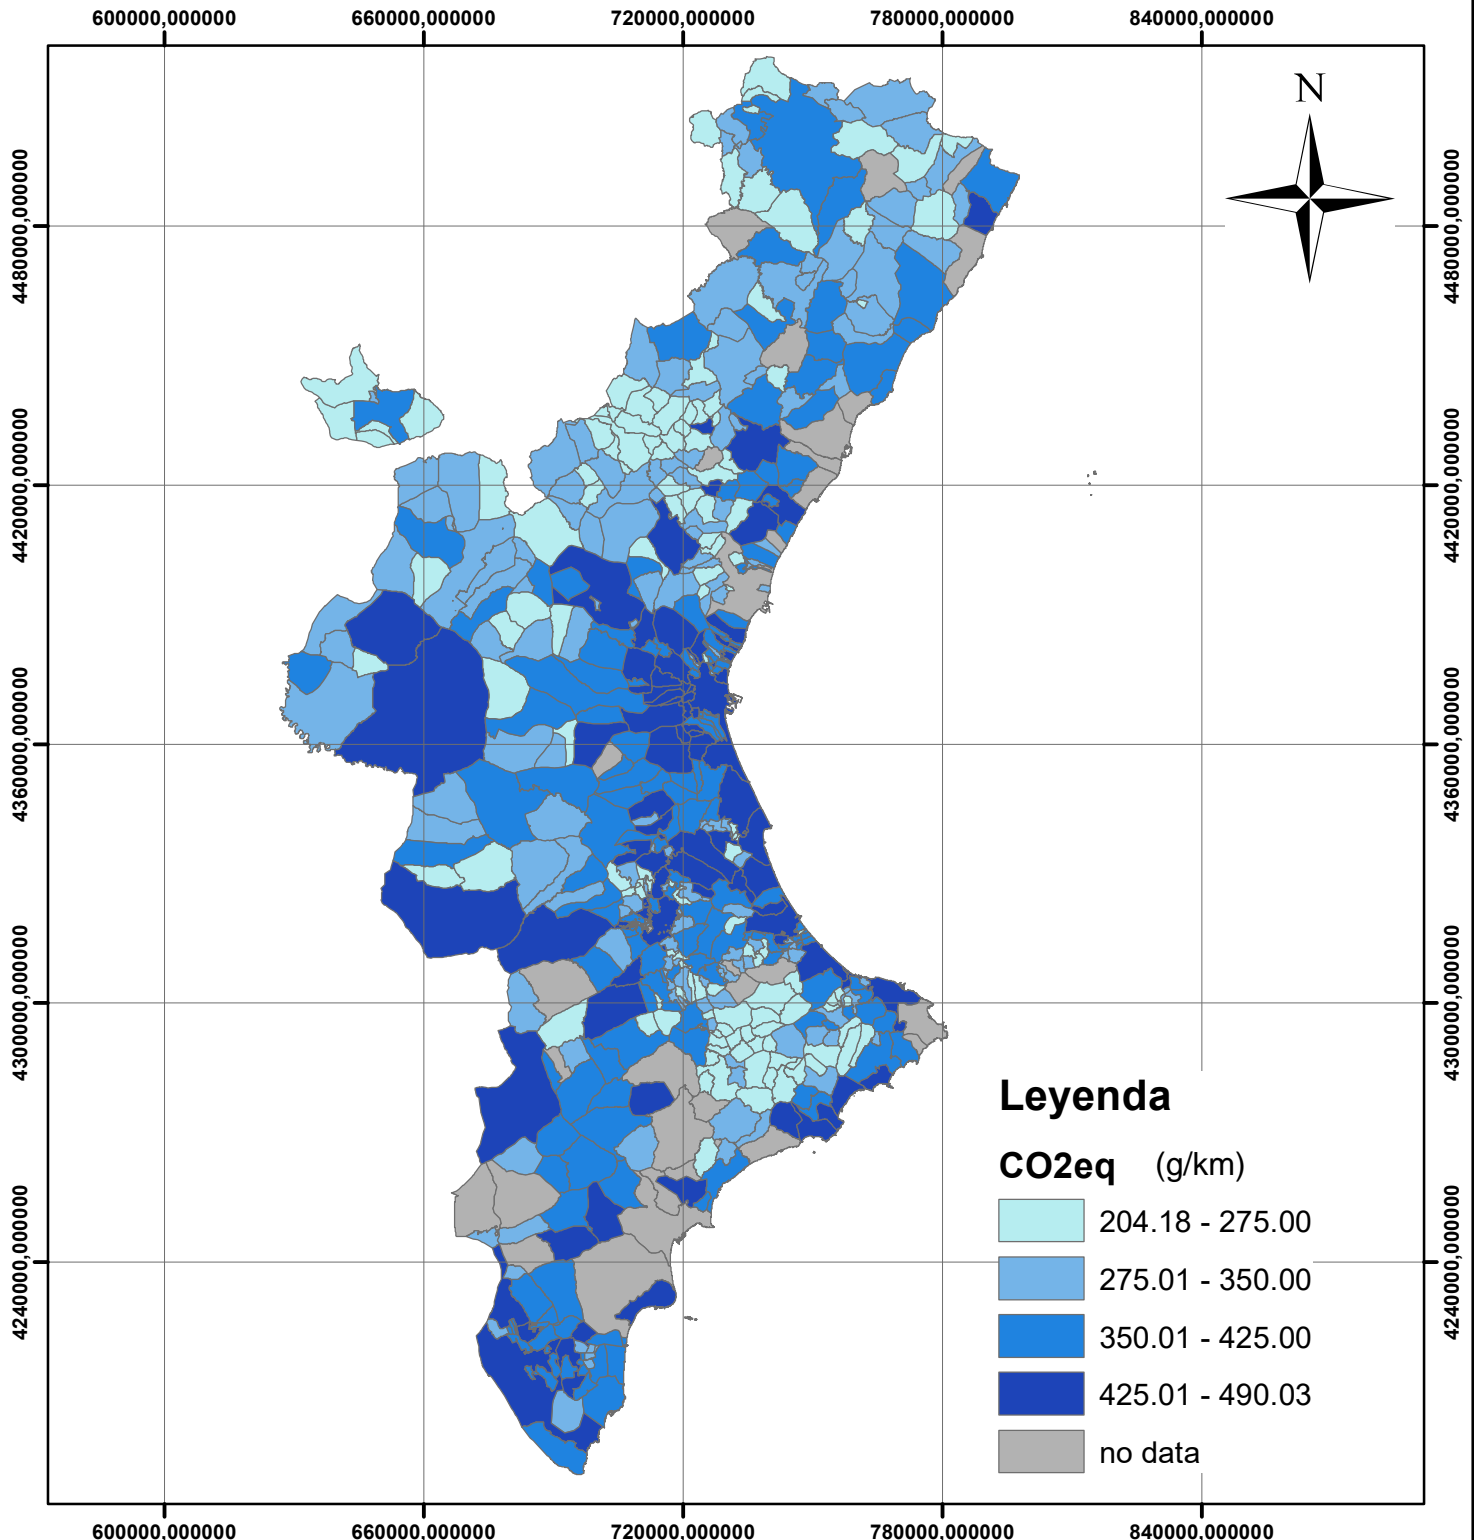 600000,000000 660000,000000 720000,000000 780000,000000 840000,000000
N
4480000,000000 4480000,000000
4420000,000000 4420000,000000
4360000,000000 4360000,000000
4300000,000000 4300000,000000
Leyenda
CO2eq (g/km)
204.18 - 275.00
4240000,000000 4240000,000000
275.01 - 350.00
350.01 - 425.00
425.01 - 490.03
no data
600000,000000 660000,000000 720000,000000 780000,000000 840000,000000